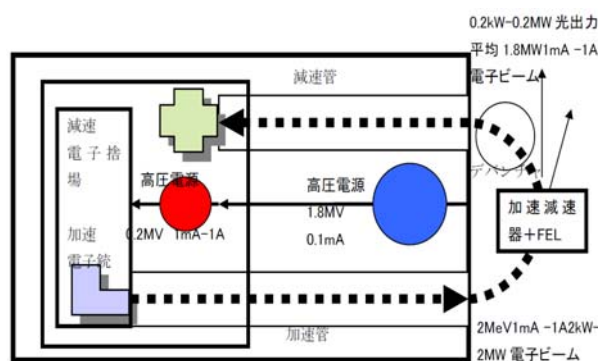 0.2kW-0.2MW 光出力
平均 1.8MW1mA -1A
電子ビーム
減速管
減速
電子捨
場
高圧電源
0.2MV 1mA-1A
高圧電源
1.8MV
0.1mA
デバンチャ
加速減速
器+FEL
加速
電子銃
加速管
2MeV1mA -1A2kW-
2MW 電子ビーム